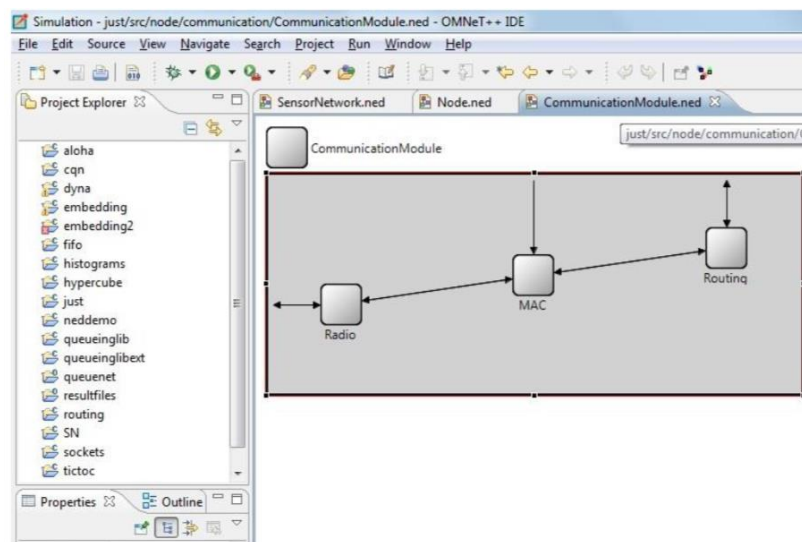 Simulation - just/src/node/communication/CommunicationModule.ned - OMNeT++ IDE
File Edit Source View Navigate Search Project Run Window Help
Project Explorer
SensorNetwork.ned Node.ned CommunicationModule.ned
just/src/node/communication/
CommunicationModule
aloha
cqn
dyna
embedding
embedding2
fifo
histograms
hypercube
just
neddemo
queueinglib
queueinglibext
queuenet
resultfiles
routing
SN
sockets
tictoc
Routing
MAC
Radio
Properties Outline